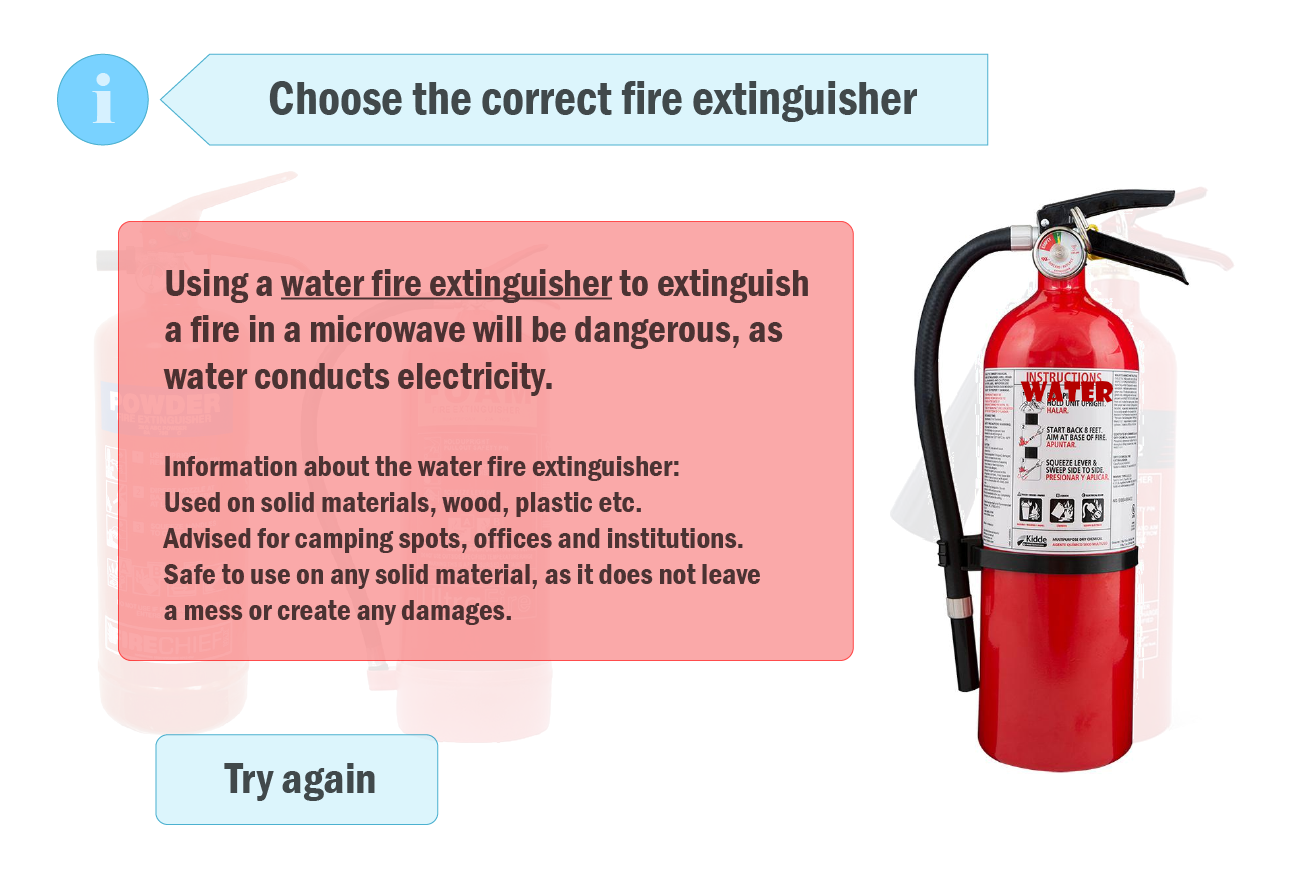 i
Choose the correct fire extinguisher
Using a water fire extinguisher to extinguish
a fire in a microwave will be dangerous, as
water conducts electricity.
Information about the water fire extinguisher:
Used on solid materials, wood, plastic etc.
Advised for camping spots, offices and institutions.
Safe to use on any solid material, as it does not leave
a mess or create any damages.
Try again
POWDER
FIRECHIEF
INSTRUCTIONS
WATER
HOLD UNIT UPRIGHT.
HALAR.
START BACK 8 FEET.
AIM AT BASE OF FIRE.
APUNTAR.
SQUEEZE LEVER &
SWEEP SIDE TO SIDE.
PRESIONAR Y APLICAR.
Kidde
MULTIPURPOSE DRY CHEMICAL